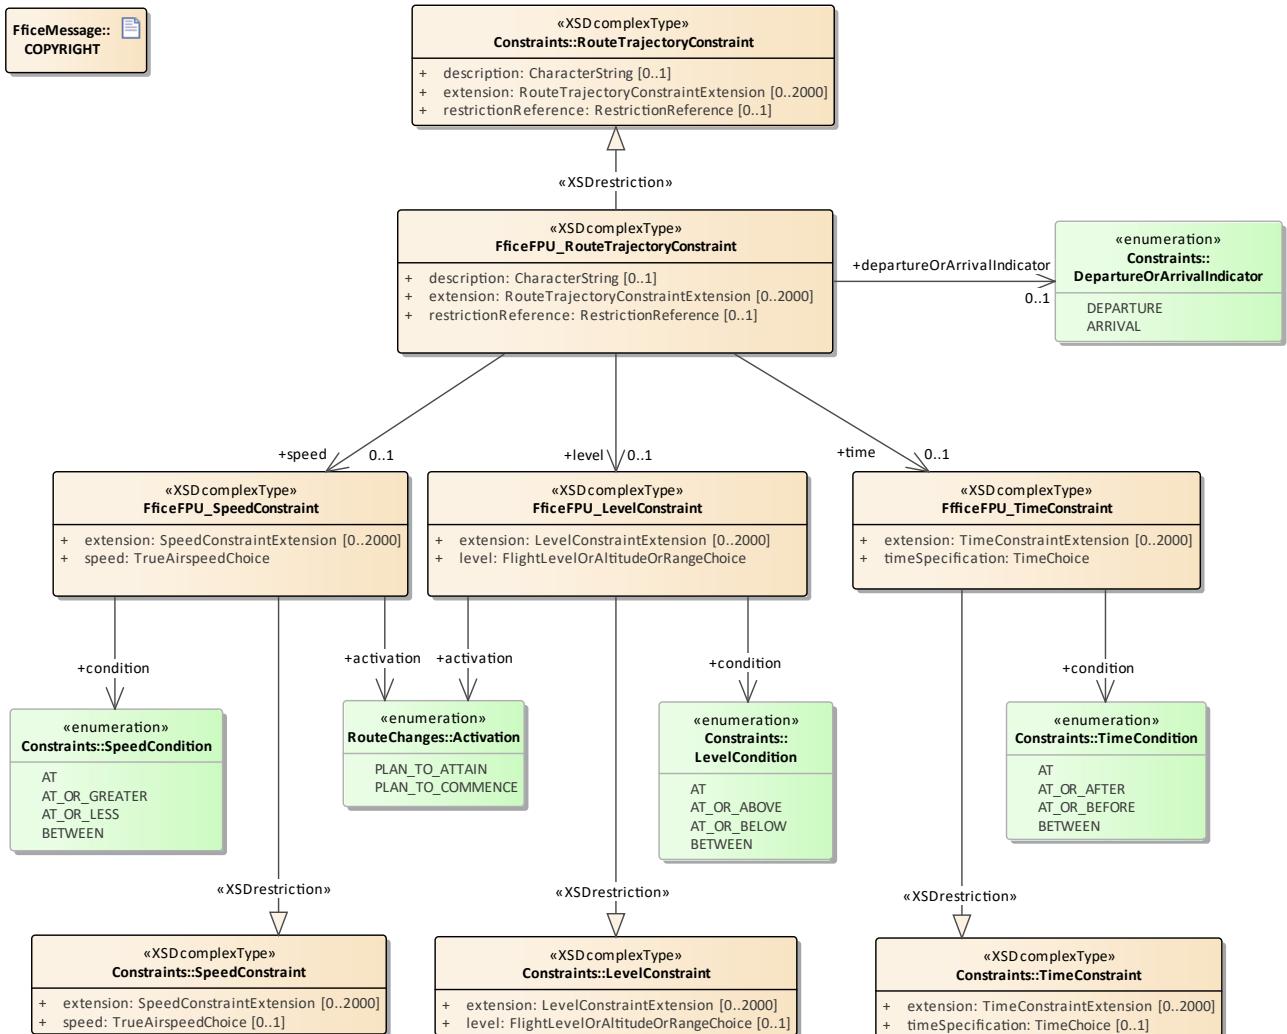 FficeMessage::
COPYRIGHT
«XSDcomplexType»
Constraints::RouteTrajectoryConstraint
+ description: CharacterString [0..1]
+ extension: RouteTrajectoryConstraintExtension [0..2000]
+ restrictionReference: RestrictionReference [0..1]
«XSDrestriction»
«XSDcomplexType»
FficeFPU_RouteTrajectoryConstraint
+ description: CharacterString [0..1]
+ extension: RouteTrajectoryConstraintExtension [0..2000]
+ restrictionReference: RestrictionReference [0..1]
+departureOrArrivalIndicator
0..1
«enumeration»
Constraints::
DepartureOrArrivalIndicator
DEPARTURE
ARRIVAL
+speed 0..1
+level 0..1
+time 0..1
«XSDcomplexType»
FficeFPU_SpeedConstraint
+ extension: SpeedConstraintExtension [0..2000]
+ speed: TrueAirspeedChoice
«XSDcomplexType»
FficeFPU_LevelConstraint
+ extension: LevelConstraintExtension [0..2000]
+ level: FlightLevelOrAltitudeOrRangeChoice
«XSDcomplexType»
FfficeFPU_TimeConstraint
+ extension: TimeConstraintExtension [0..2000]
+ timeSpecification: TimeChoice
+condition
+activation
+activation
+condition
+condition
«enumeration»
Constraints::SpeedCondition
AT
AT_OR_GREATER
AT_OR_LESS
BETWEEN
«enumeration»
RouteChanges::Activation
PLAN_TO_ATTAIN
PLAN_TO_COMMENCE
«enumeration»
Constraints::
LevelCondition
AT
AT_OR_ABOVE
AT_OR_BELOW
BETWEEN
«enumeration»
Constraints::TimeCondition
AT
AT_OR_AFTER
AT_OR_BEFORE
BETWEEN
«XSDrestriction»
«XSDrestriction»
«XSDrestriction»
«XSDcomplexType»
Constraints::SpeedConstraint
+ extension: SpeedConstraintExtension [0..2000]
+ speed: TrueAirspeedChoice [0..1]
«XSDcomplexType»
Constraints::LevelConstraint
+ extension: LevelConstraintExtension [0..2000]
+ level: FlightLevelOrAltitudeOrRangeChoice [0..1]
«XSDcomplexType»
Constraints::TimeConstraint
+ extension: TimeConstraintExtension [0..2000]
+ timeSpecification: TimeChoice [0..1]